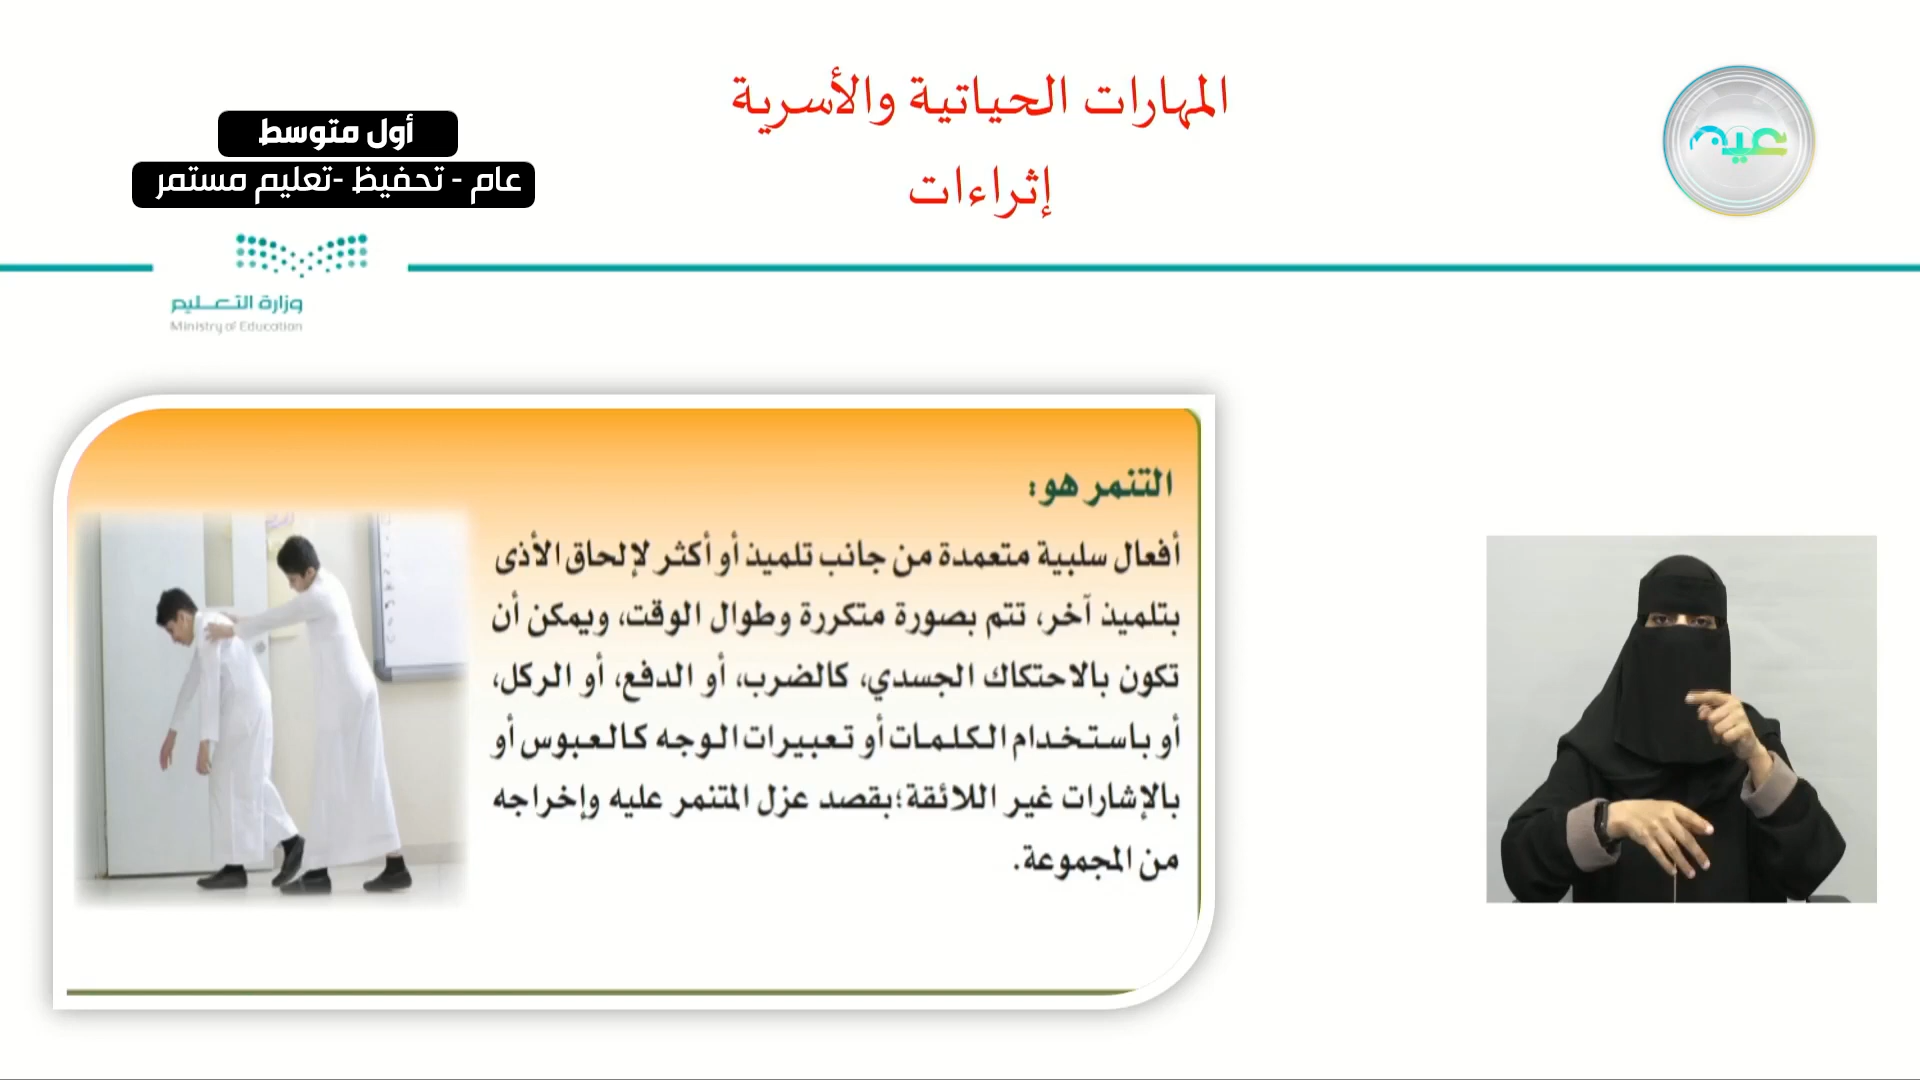 المهارات الحياتية والأسرية
إثراءات
أول متوسط
عام - تحفيظ -تعليم مستمر
عين
وزارة التعليم
Ministry of Education
التنمر هو:
أفعال سلبية متعمدة من جانب تلميذ أو أكثر لإلحاق الأذى
بتلميذ آخر، تتم بصورة متكررة وطوال الوقت، ويمكن أن
تكون بالاحتكاك الجسدي، كالضرب، أو الدفع، أو الركل،
أو باستخدام الكلمات أو تعبيرات الوجه كالعبوس أو
بالإشارات غير اللائقة؛بقصد عزل المتنمر عليه وإخراجه
من المجموعة.